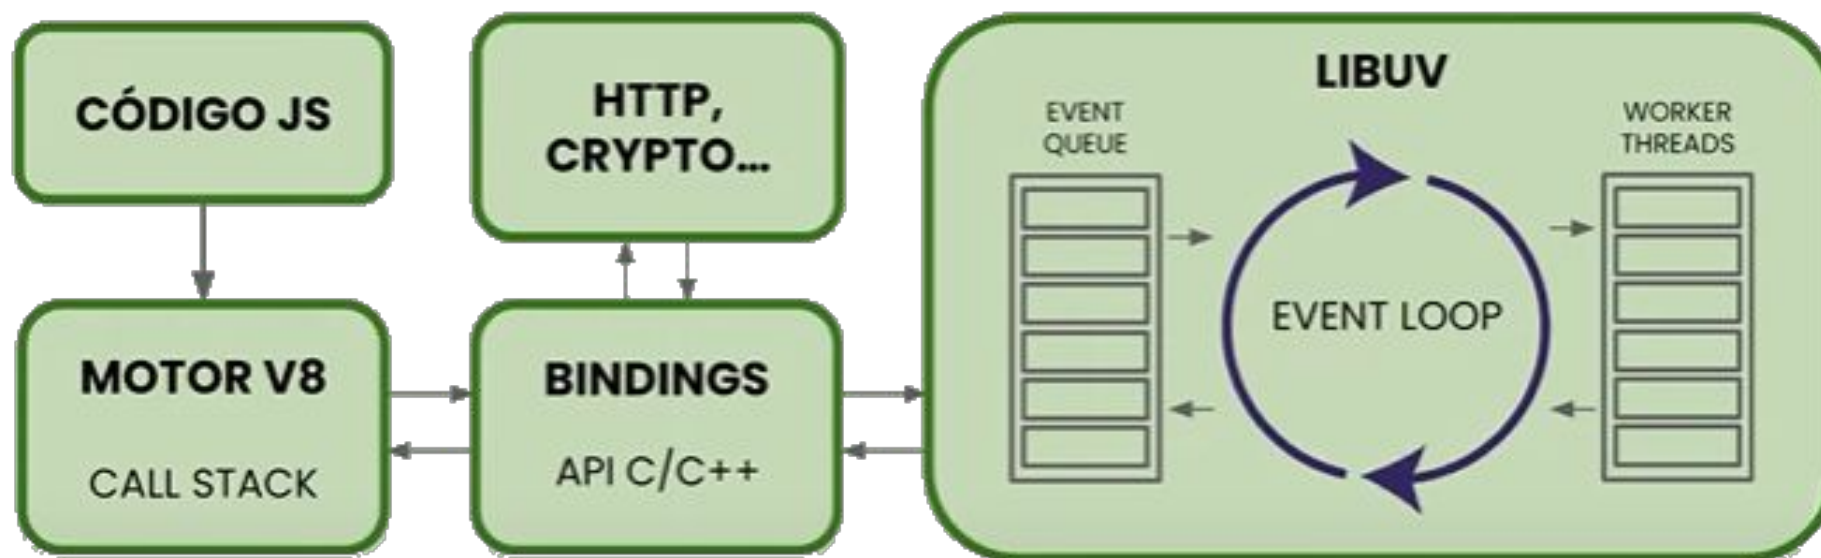 CÓDIGO JS
HTTP,
CRYPTO...
MOTOR V8
CALL STACK
BINDINGS
API C/C++
LIBUV
EVENT
QUEUE
EVENT LOOP
WORKER
THREADS